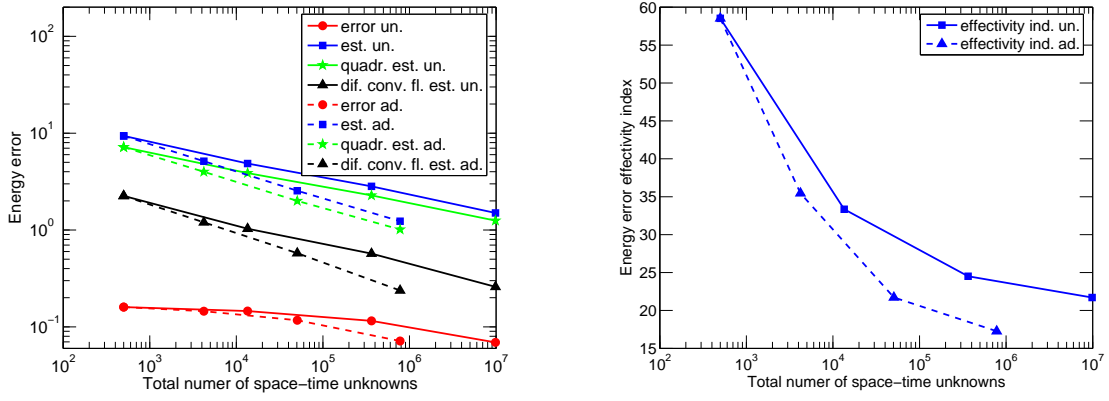 10^2
10^1
10^0
10^-1
Energy error
error un.
est. un.
quadr. est. un.
dif. conv. fl. est. un.
error ad.
est. ad.
quadr. est. ad.
dif. conv. fl. est. ad.
10^2 10^3 10^4 10^5 10^6 10^7
Total numer of space-time unknowns
60
55
50
45
40
35
30
25
20
15
Energy error effectivity index
effectivity ind. un.
effectivity ind. ad.
10^2 10^3 10^4 10^5 10^6 10^7
Total numer of space-time unknowns